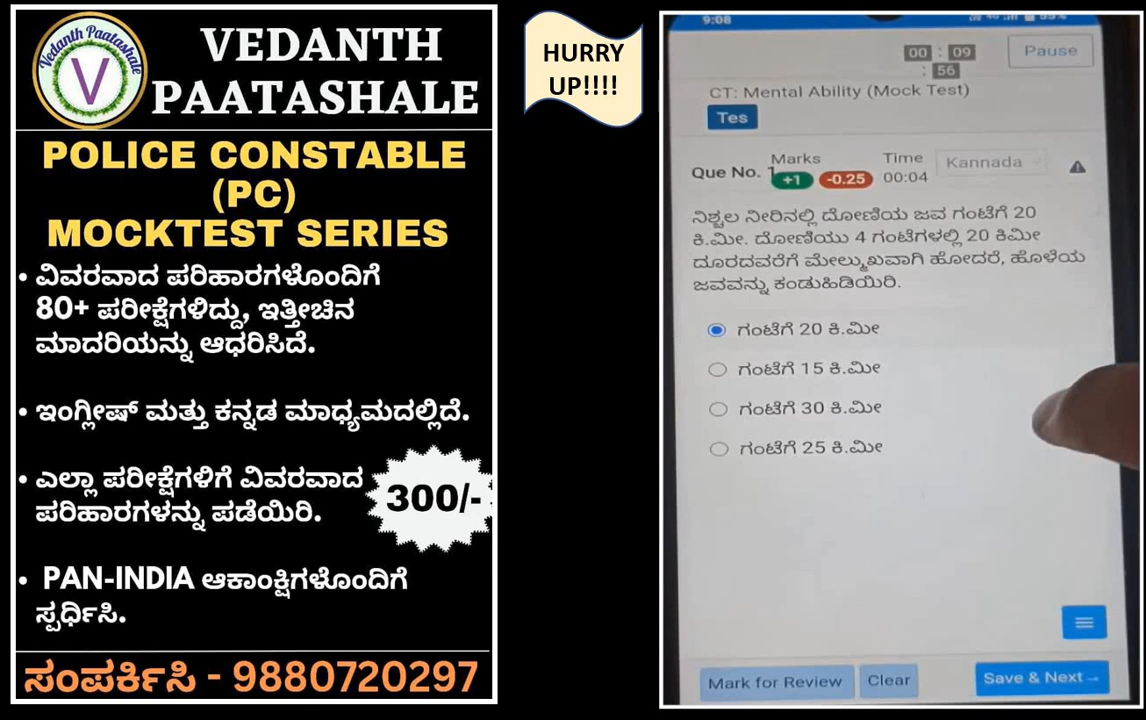 Vedanth Paatashale
V
VEDANTH
PAATASHALE
POLICE CONSTABLE
(PC)
MOCKTEST SERIES
• ವಿವರವಾದ ಪರಿಹಾರಗಳೊಂದಿಗೆ
80+ ಪರೀಕ್ಷೆಗಳಿದ್ದು, ಇತ್ತೀಚಿನ
ಮಾದರಿಯನ್ನು ಆಧರಿಸಿದೆ.
• ಇಂಗ್ಲೀಷ್ ಮತ್ತು ಕನ್ನಡ ಮಾಧ್ಯಮದಲ್ಲಿದೆ.
• ಎಲ್ಲಾ ಪರೀಕ್ಷೆಗಳಿಗೆ ವಿವರವಾದ
ಪರಿಹಾರಗಳನ್ನು ಪಡೆಯಿರಿ.
300/-
• PAN-INDIA ಆಕಾಂಕ್ಷಿಗಳೊಂದಿಗೆ
ಸ್ಪರ್ಧಿಸಿ.
ಸಂಪರ್ಕಿಸಿ - 9880720297
HURRY
UP!!!!
9:08
00 : 09
: 56
Pause
CT: Mental Ability (Mock Test)
Tes
Que No. 1
Marks
+1 -0.25
Time
00:04
Kannada
ನಿಶ್ಚಲ ನೀರಿನಲ್ಲಿ ದೋಣಿಯ ಜವ ಗಂಟೆಗೆ 20
ಕಿ.ಮೀ. ದೋಣಿಯು 4 ಗಂಟೆಗಳಲ್ಲಿ 20 ಕಿಮೀ
ದೂರದವರೆಗೆ ಮೇಲ್ಮುಖವಾಗಿ ಹೋದರೆ, ಹೊಳೆಯ
ಜವವನ್ನು ಕಂಡುಹಿಡಿಯಿರಿ.
ಗಂಟೆಗೆ 20 ಕಿ.ಮೀ
ಗಂಟೆಗೆ 15 ಕಿ.ಮೀ
ಗಂಟೆಗೆ 30 ಕಿ.ಮೀ
ಗಂಟೆಗೆ 25 ಕಿ.ಮೀ
Mark for Review
Clear
Save & Next→